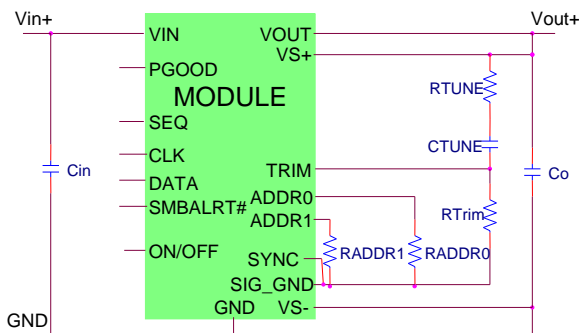 Vin+
Vout+
VIN
VOUT
VS+
PGOOD
RTUNE
MODULE
SEQ
CTUNE
CLK
TRIM
Cin
Co
DATA
ADDR0
SMBALRT#
ADDR1
RTrim
ON/OFF
SYNC
RADDR1
RADDR0
SIG_GND
GND
GND
VS-